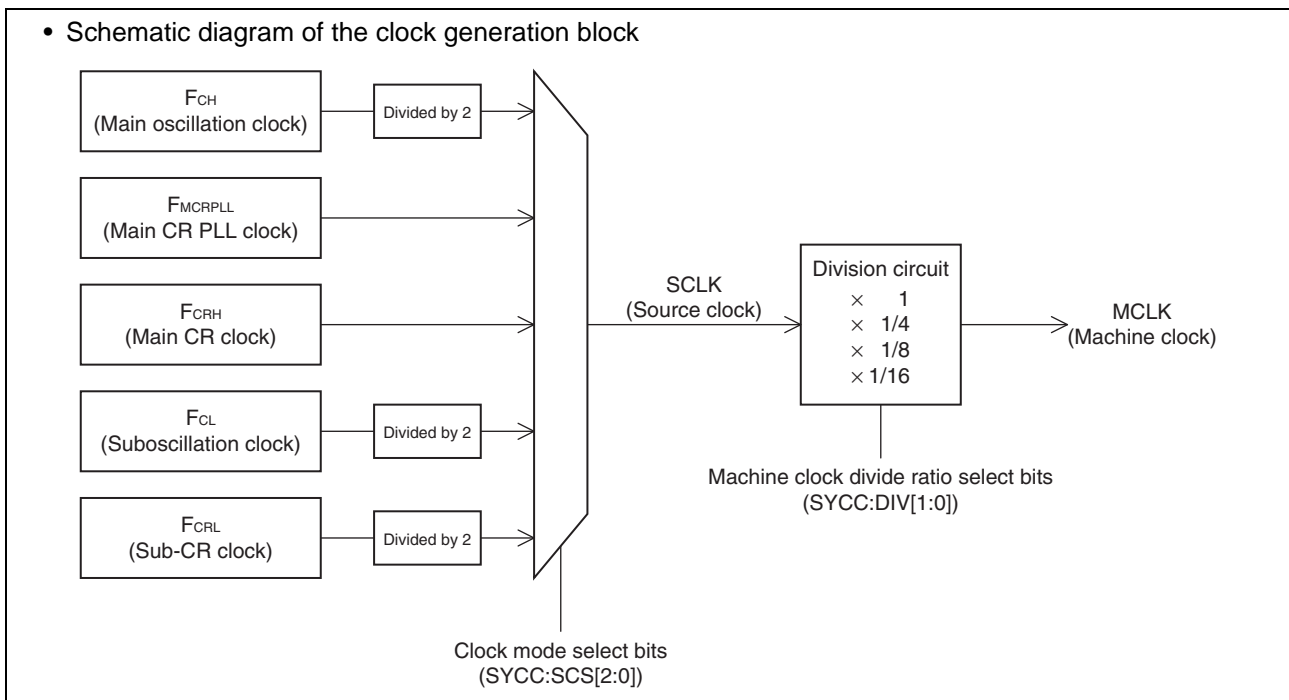 • Schematic diagram of the clock generation block
FCH
(Main oscillation clock)
Divided by 2
FMCRPLL
(Main CR PLL clock)
FCRH
(Main CR clock)
FCL
(Suboscillation clock)
Divided by 2
FCRL
(Sub-CR clock)
Divided by 2
SCLK
(Source clock)
Division circuit
× 1
× 1/4
× 1/8
× 1/16
MCLK
(Machine clock)
Machine clock divide ratio select bits
(SYCC:DIV[1:0])
Clock mode select bits
(SYCC:SCS[2:0])